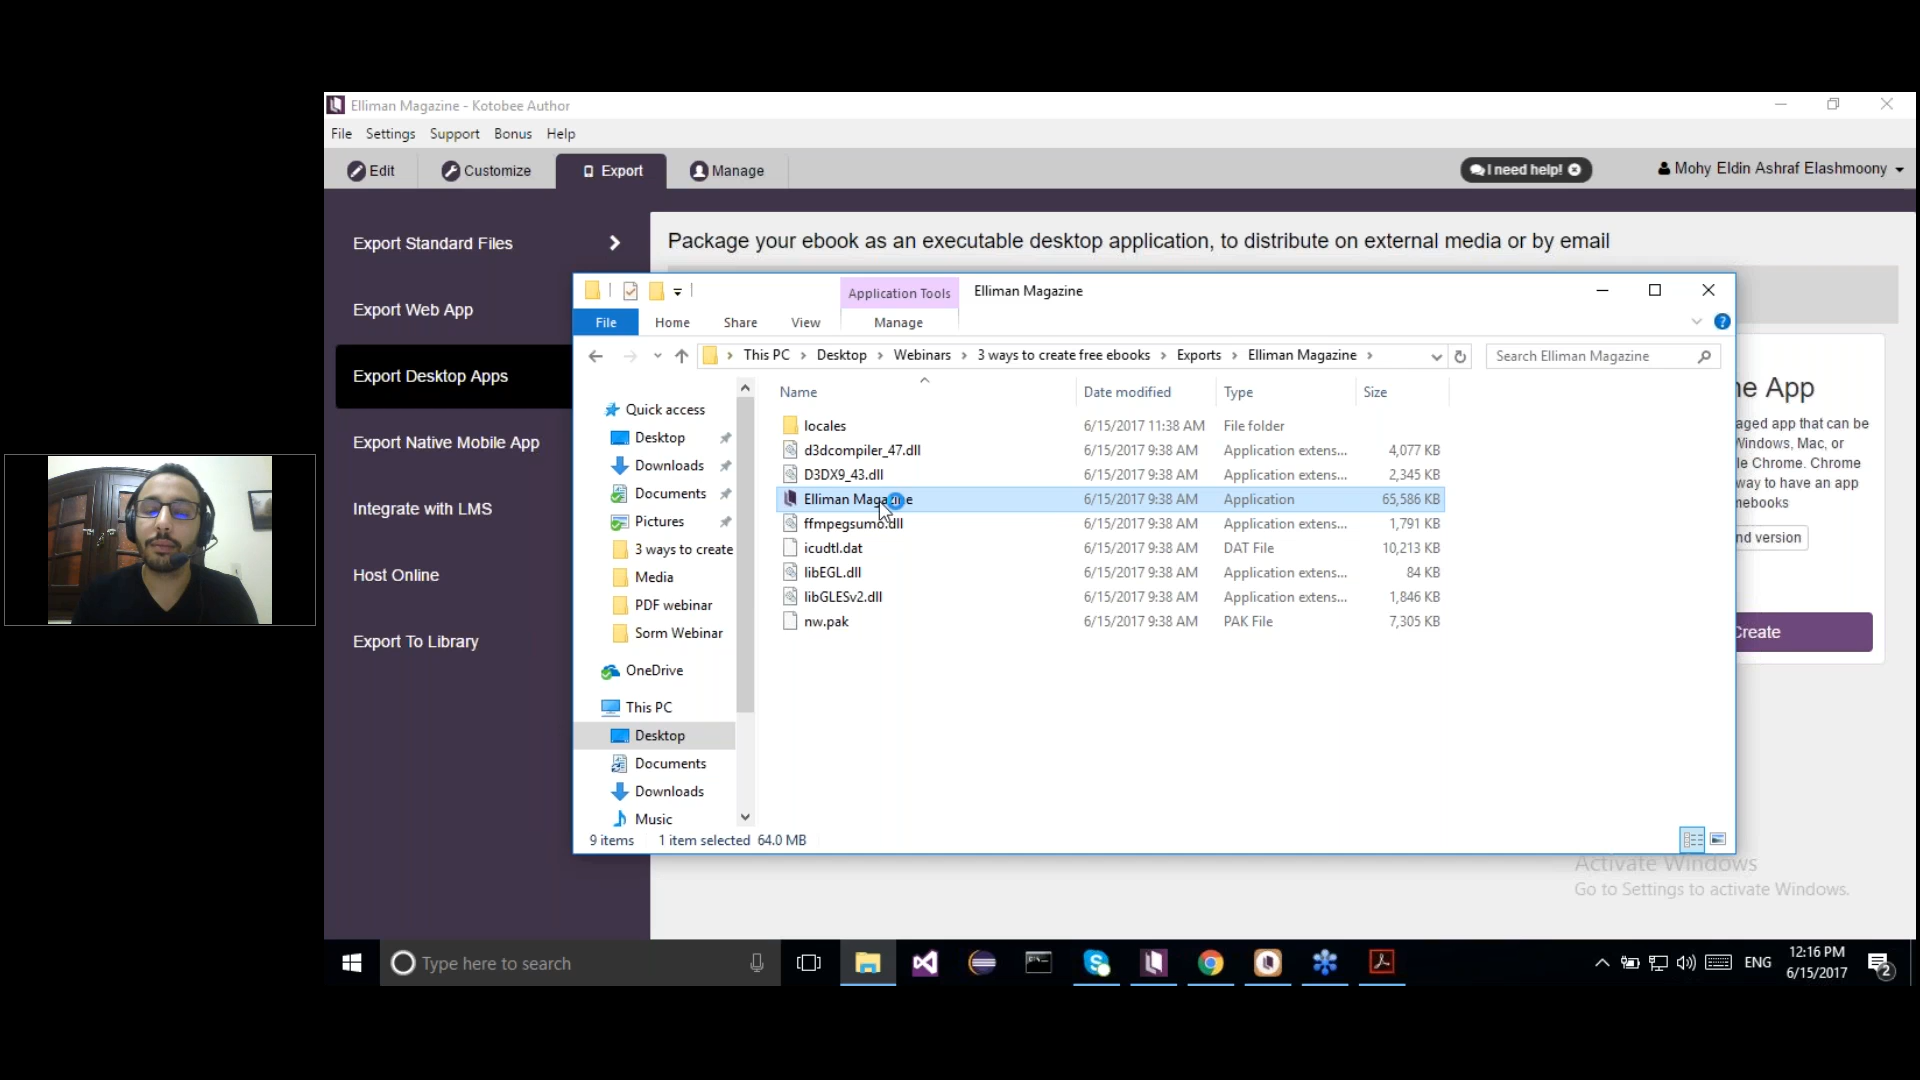 Elliman Magazine - Kotobee Author
File Settings Support Bonus Help
Edit Customize Export Manage I need help! Mohy Eldin Ashraf Elashmoony
Export Standard Files
Export Web App
Export Desktop Apps
Export Native Mobile App
Integrate with LMS
Host Online
Export To Library
Package your ebook as an executable desktop application, to distribute on external media or by email
Application Tools Elliman Magazine
File Home Share View Manage
This PC Desktop Webinars 3 ways to create free ebooks Exports Elliman Magazine
Search Elliman Magazine
Quick access
Desktop
Downloads
Documents
Pictures
3 ways to create
Media
PDF webinar
Sorm Webinar
OneDrive
This PC
Desktop
Documents
Downloads
Music
Name Date modified Type Size
locales 6/15/2017 11:38 AM File folder
d3dcompiler_47.dll 6/15/2017 9:38 AM Application extens... 4,077 KB
D3DX9_43.dll 6/15/2017 9:38 AM Application extens... 2,345 KB
Elliman Magazine 6/15/2017 9:38 AM Application 65,586 KB
ffmpegsumo.dll 6/15/2017 9:38 AM Application extens... 1,791 KB
icudtl.dat 6/15/2017 9:38 AM DAT File 10,213 KB
libEGL.dll 6/15/2017 9:38 AM Application extens... 84 KB
libGLESv2.dll 6/15/2017 9:38 AM Application extens... 1,846 KB
nw.pak 6/15/2017 9:38 AM PAK File 7,305 KB
9 items 1 item selected 64.0 MB
App
aged app that can be
Windows, Mac, or
le Chrome. Chrome
way to have an app
mebooks
nd version
Create
Activate Windows
Go to Settings to activate Windows.
Type here to search
ENG
12:16 PM
6/15/2017
2